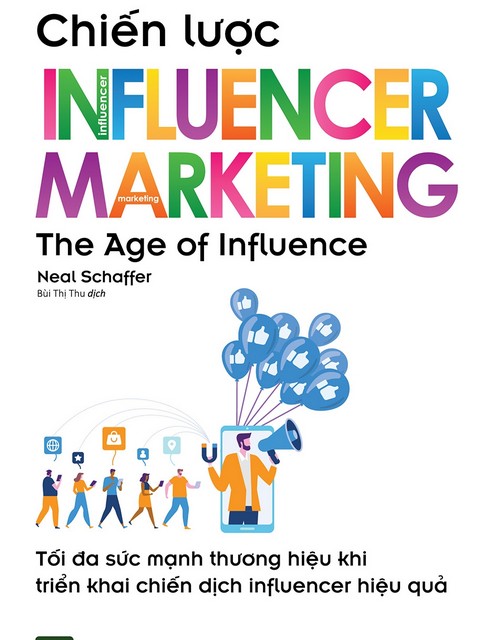 Chiến lược
INFLUENCER
influencer
MARKETING
marketing
The Age of Influence
Neal Schaffer
Bùi Thị Thu dịch
Tối đa sức mạnh thương hiệu khi
triển khai chiến dịch influencer hiệu quả